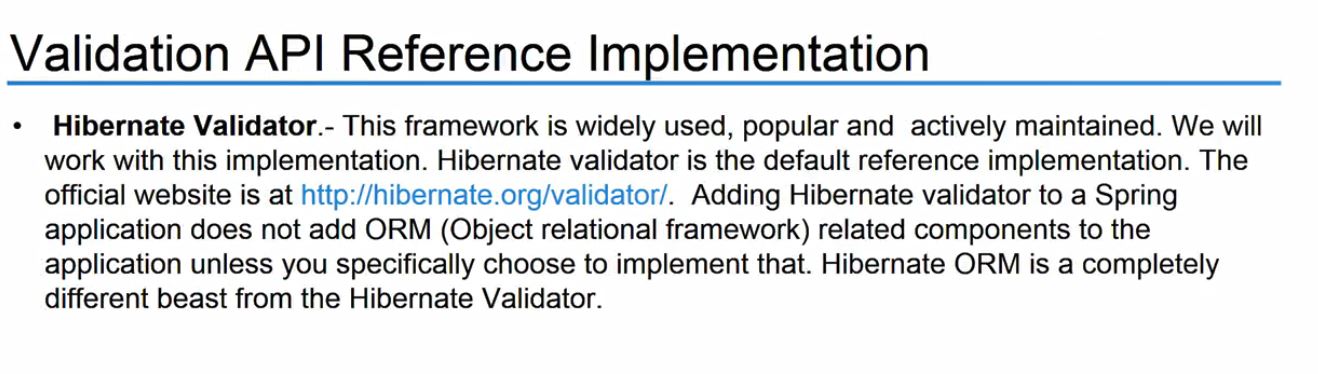 Validation API Reference Implementation
• Hibernate Validator.- This framework is widely used, popular and  actively maintained. We will
work with this implementation. Hibernate validator is the default reference implementation. The
official website is at http://hibernate.org/validator/.  Adding Hibernate validator to a Spring
application does not add ORM (Object relational framework) related components to the
application unless you specifically choose to implement that. Hibernate ORM is a completely
different beast from the Hibernate Validator.